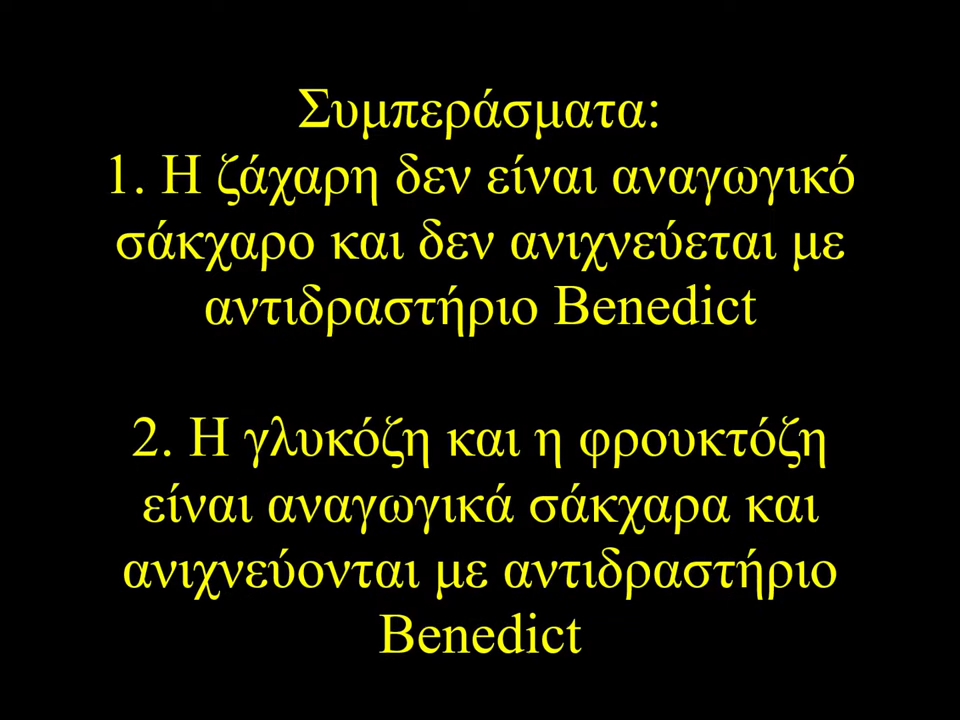 Συμπεράσματα:
1. Η ζάχαρη δεν είναι αναγωγικό
σάκχαρο και δεν ανιχνεύεται με
αντιδραστήριο Benedict
2. Η γλυκόζη και η φρουκτόζη
είναι αναγωγικά σάκχαρα και
ανιχνεύονται με αντιδραστήριο
Benedict